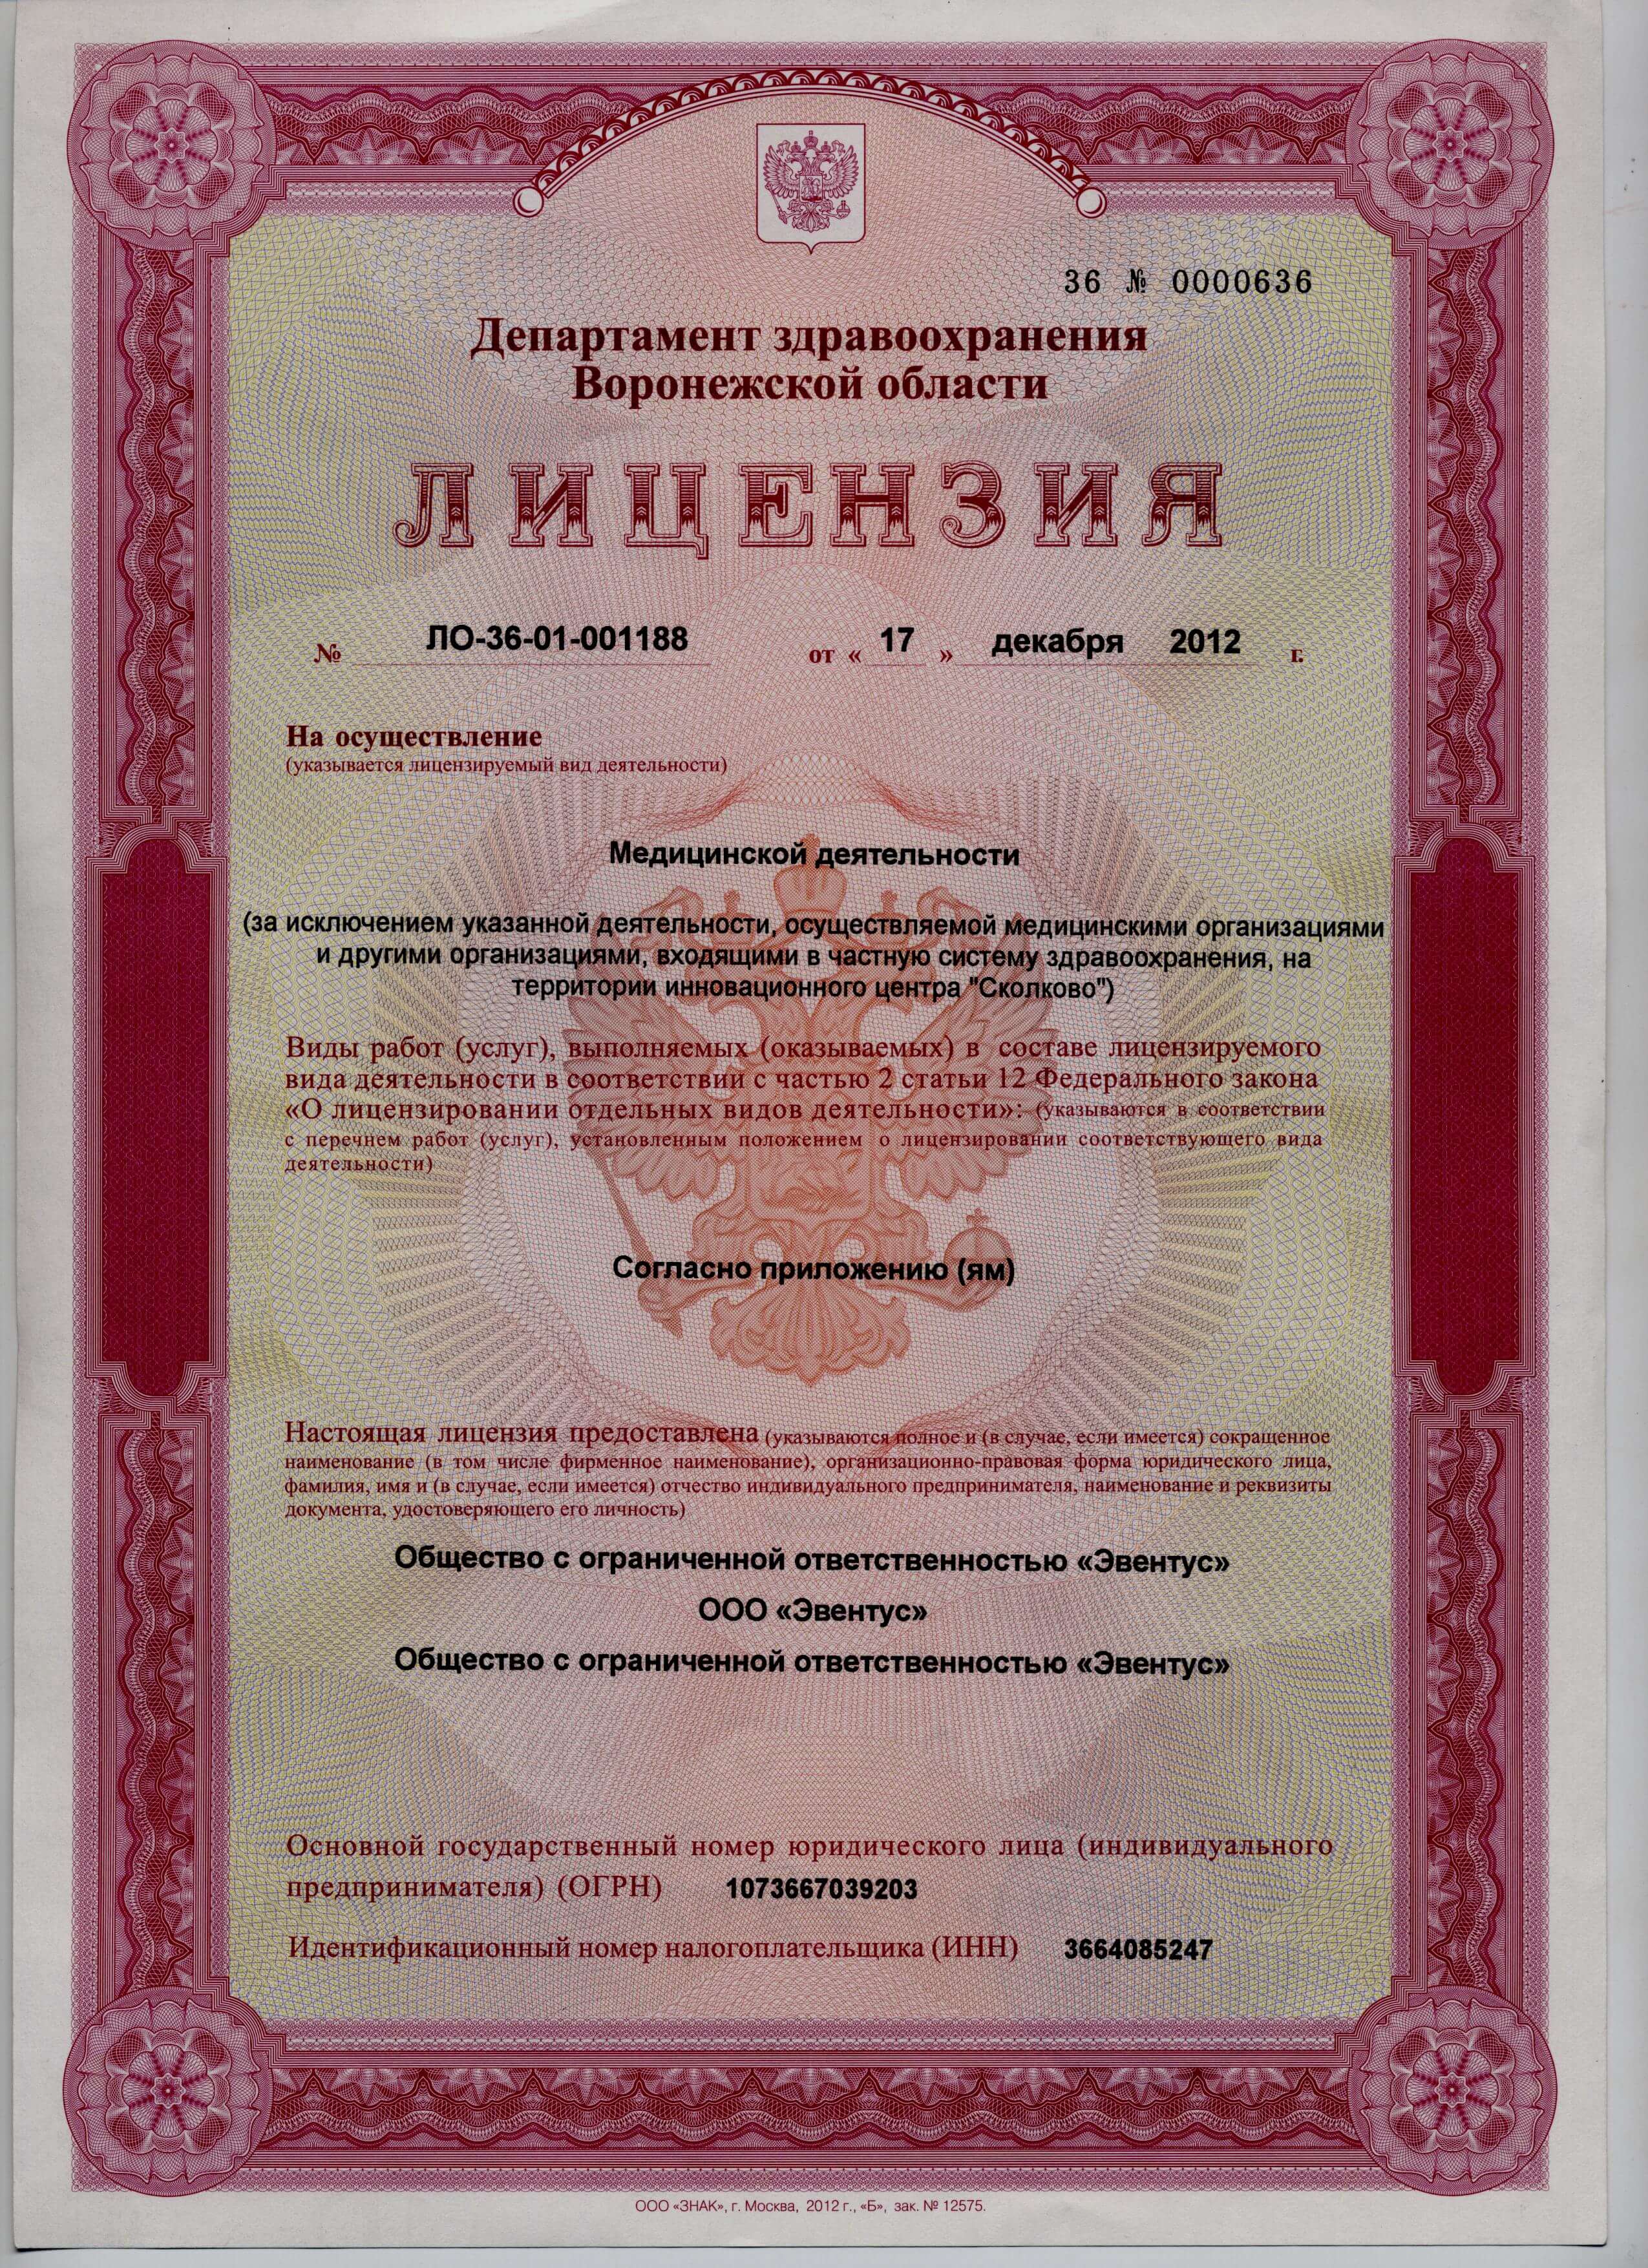 36 № 0000636
Департамент здравоохранения
Воронежской области
ЛИЦЕНЗИЯ
№ ЛО-36-01-001188 от « 17 » декабря 2012 г.
На осуществление
(указывается лицензируемый вид деятельности)
Медицинской деятельности
(за исключением указанной деятельности, осуществляемой медицинскими организациями
и другими организациями, входящими в частную систему здравоохранения, на
территории инновационного центра "Сколково")
Виды работ (услуг), выполняемых (оказываемых) в составе лицензируемого
вида деятельности в соответствии с частью 2 статьи 12 Федерального закона
«О лицензировании отдельных видов деятельности»: (указываются в соответствии
с перечнем работ (услуг), установленным положением о лицензировании соответствующего вида
деятельности)
Согласно приложению (ям)
Настоящая лицензия предоставлена (указываются полное и (в случае, если имеется) сокращенное
наименование (в том числе фирменное наименование), организационно-правовая форма юридического лица,
фамилия, имя и (в случае, если имеется) отчество индивидуального предпринимателя, наименование и реквизиты
документа, удостоверяющего его личность)
Общество с ограниченной ответственностью «Эвентус»
ООО «Эвентус»
Общество с ограниченной ответственностью «Эвентус»
Основной государственный номер юридического лица (индивидуального
предпринимателя) (ОГРН) 1073667039203
Идентификационный номер налогоплательщика (ИНН) 3664085247
ООО «ЗНАК», г. Москва, 2012 г., «Б», зак. № 12575.